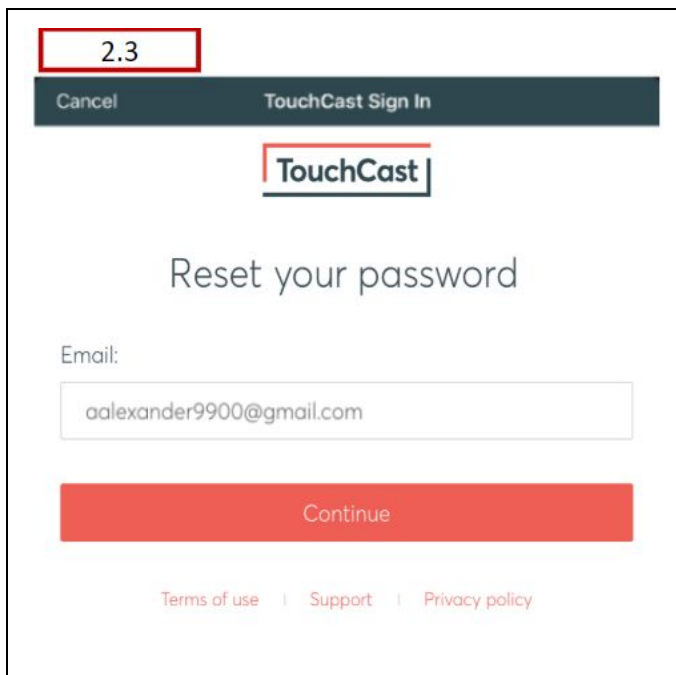 2.3
Cancel TouchCast Sign In
TouchCast
Reset your password
Email:
aalexander9900@gmail.com
Continue
Terms of use | Support | Privacy policy